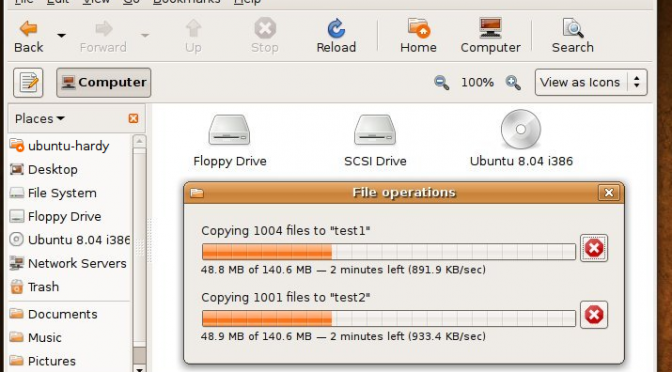 File Edit View Go Bookmarks Help
Back Forward Up Stop Reload Home Computer Search
Computer 100% View as Icons
Places
ubuntu-hardy
Desktop
File System
Floppy Drive
Ubuntu 8.04 i386
Network Servers
Trash
Documents
Music
Pictures
Floppy Drive SCSI Drive Ubuntu 8.04 i386
File operations
Copying 1004 files to "test1"
48.8 MB of 140.6 MB — 2 minutes left (891.9 KB/sec)
Copying 1001 files to "test2"
48.9 MB of 140.6 MB — 2 minutes left (933.4 KB/sec)